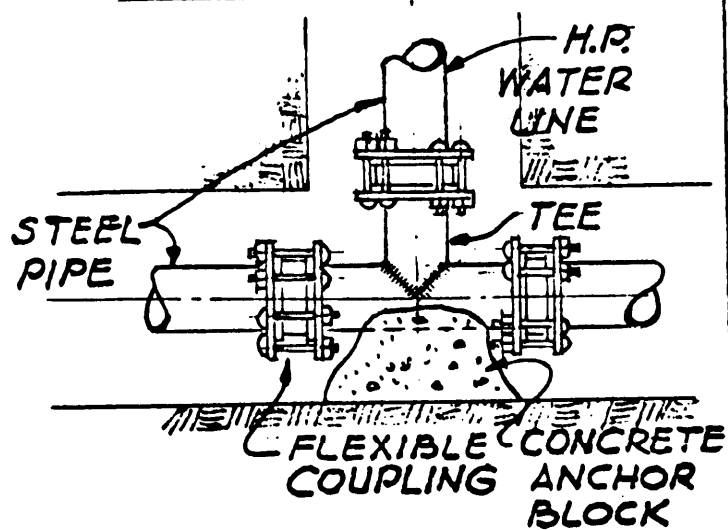 H.P.
WATER
LINE
STEEL
PIPE
TEE
FLEXIBLE
COUPLING
CONCRETE
ANCHOR
BLOCK